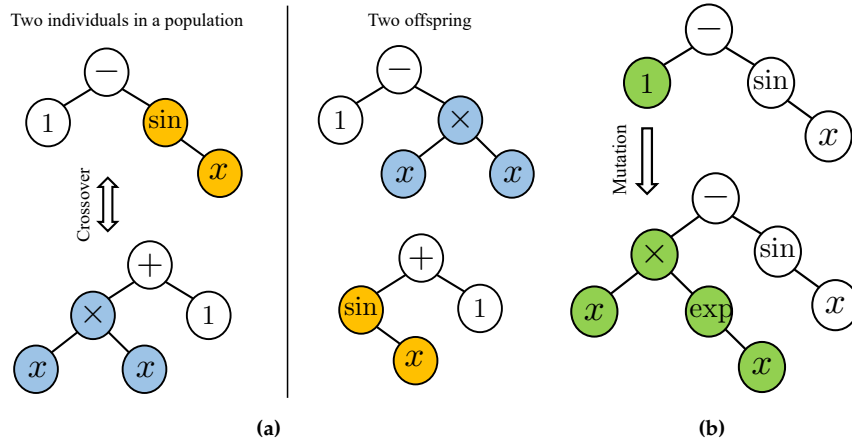 Two individuals in a population
−
1
sin
x
Crossover
+
×
1
x
x
Two offspring
−
1
×
x
x
+
sin
1
x
(a)
−
1
sin
x
Mutation
−
×
sin
x
exp
x
x
(b)